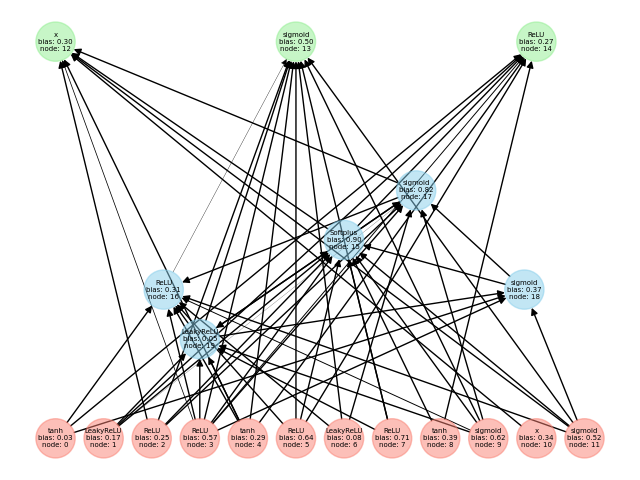 x
bias: 0.30
node: 12
sigmoid
bias: 0.50
node: 13
ReLU
bias: 0.27
node: 14
sigmoid
bias: 0.82
node: 17
Softplus
bias: 0.90
node: 15
ReLU
bias: 0.31
node: 16
sigmoid
bias: 0.37
node: 18
LeakyReLU
bias: 0.05
node: 19
tanh
bias: 0.03
node: 0
LeakyReLU
bias: 0.17
node: 1
ReLU
bias: 0.25
node: 2
ReLU
bias: 0.57
node: 3
tanh
bias: 0.29
node: 4
ReLU
bias: 0.64
node: 5
LeakyReLU
bias: 0.08
node: 6
ReLU
bias: 0.71
node: 7
tanh
bias: 0.39
node: 8
sigmoid
bias: 0.62
node: 9
x
bias: 0.34
node: 10
sigmoid
bias: 0.52
node: 11